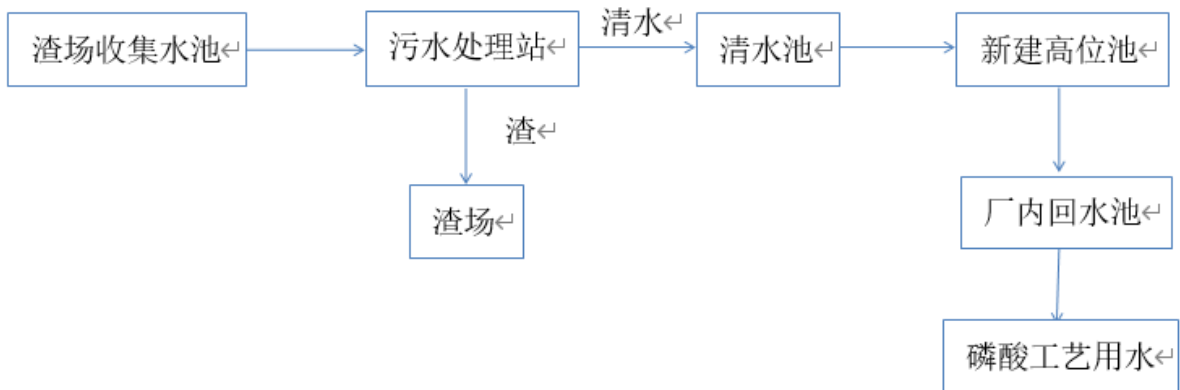 渣场收集水池
污水处理站
清水
清水池
新建高位池
渣
渣场
厂内回水池
磷酸工艺用水